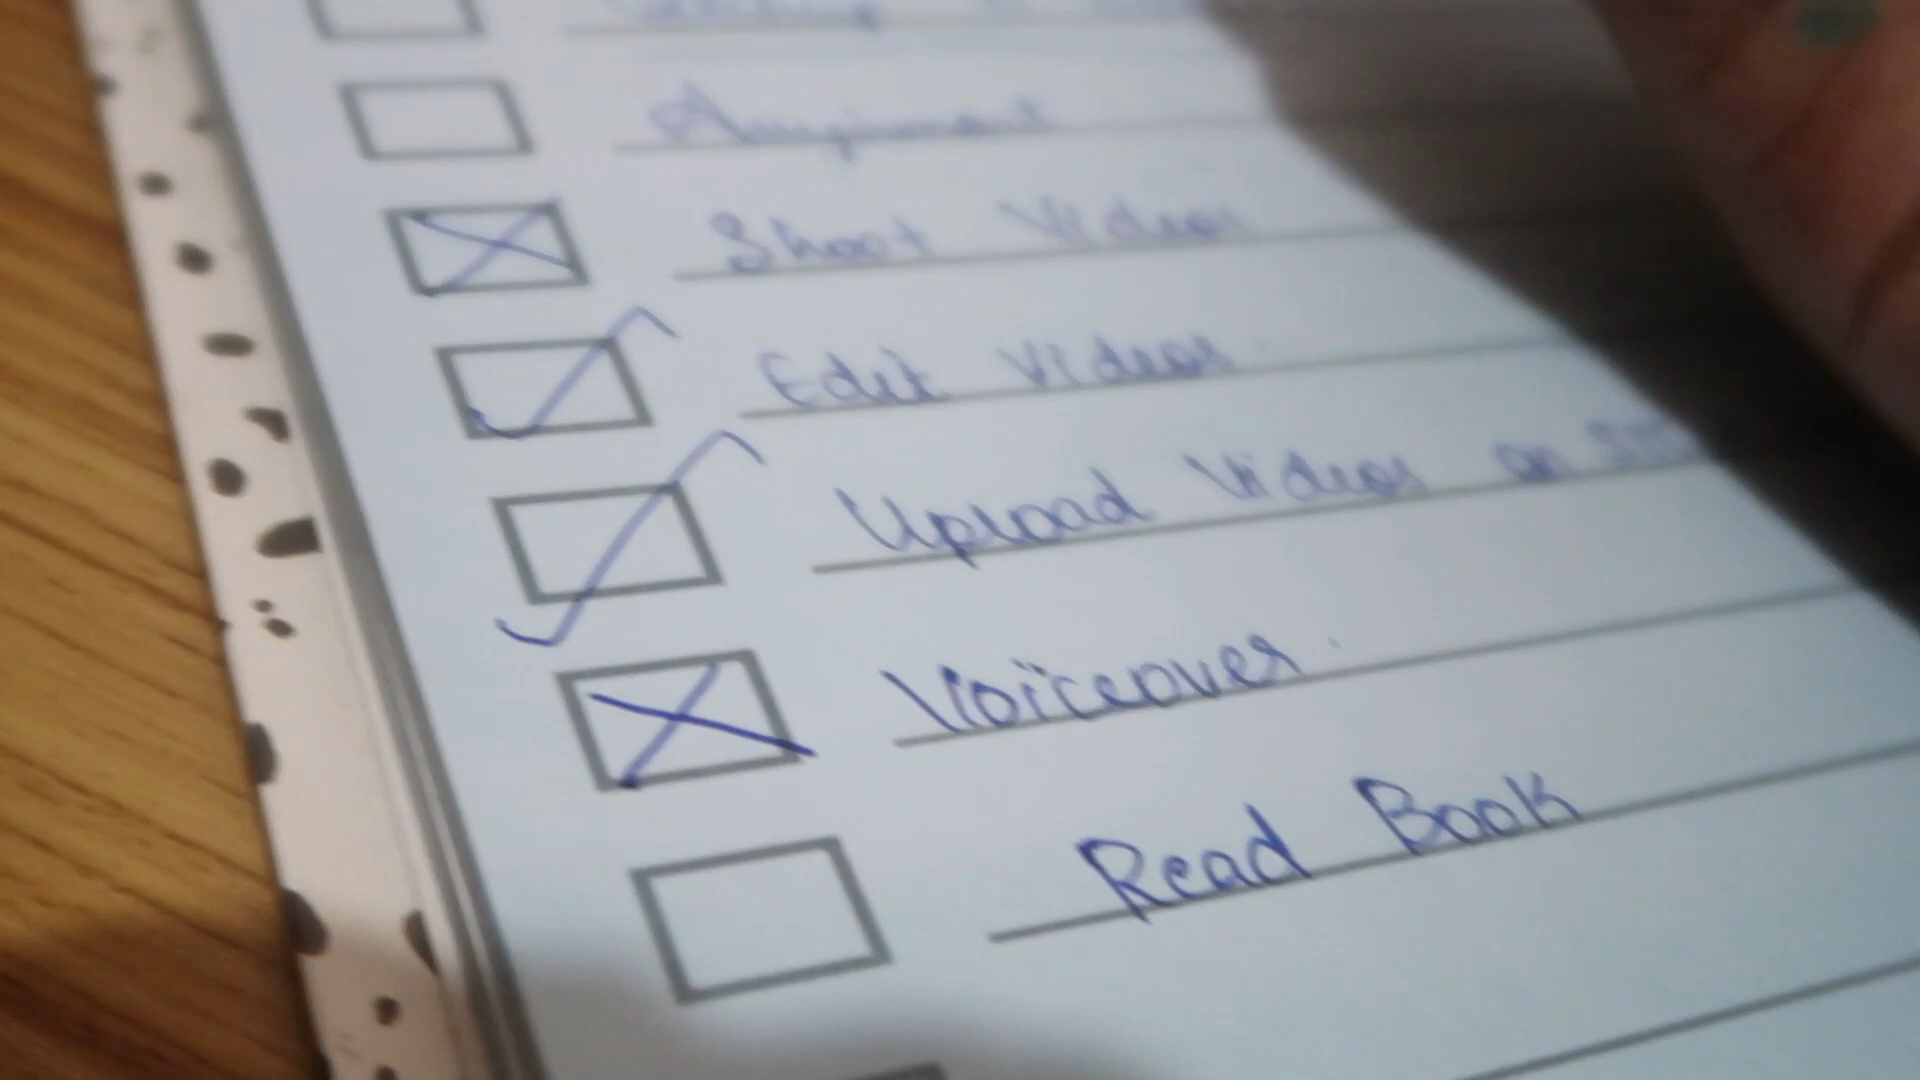 Assignment
Shoot Videos
Edit Videos
Upload Videos on
Voiceover
Read Book